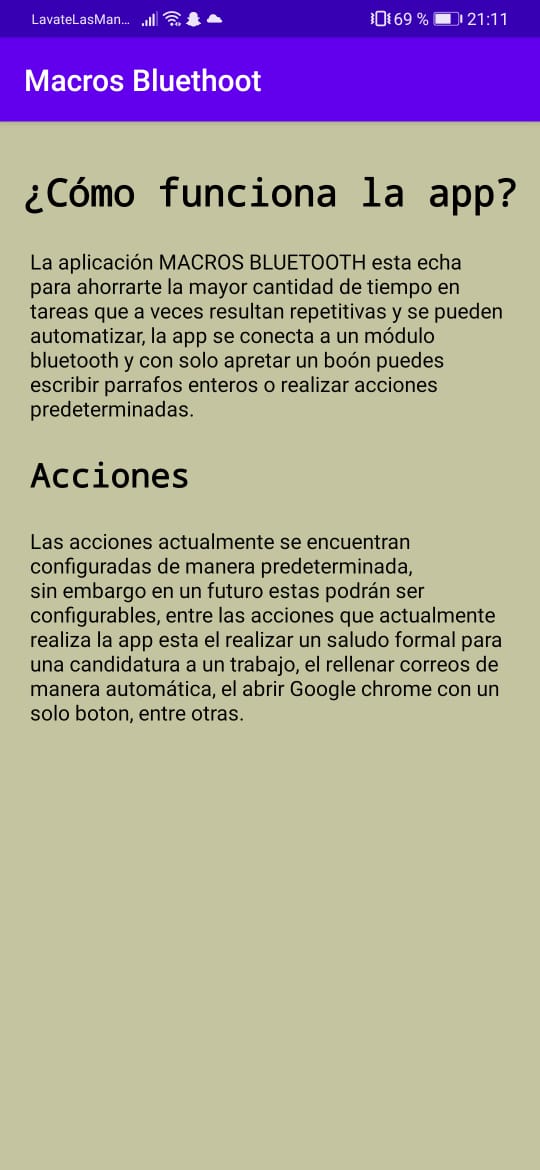 LavateLasMan... 69 % 21:11
Macros Bluethoot
¿Cómo funciona la app?
La aplicación MACROS BLUETOOTH esta echa
para ahorrarte la mayor cantidad de tiempo en
tareas que a veces resultan repetitivas y se pueden
automatizar, la app se conecta a un módulo
bluetooth y con solo apretar un boón puedes
escribir parrafos enteros o realizar acciones
predeterminadas.
Acciones
Las acciones actualmente se encuentran
configuradas de manera predeterminada,
sin embargo en un futuro estas podrán ser
configurables, entre las acciones que actualmente
realiza la app esta el realizar un saludo formal para
una candidatura a un trabajo, el rellenar correos de
manera automática, el abrir Google chrome con un
solo boton, entre otras.